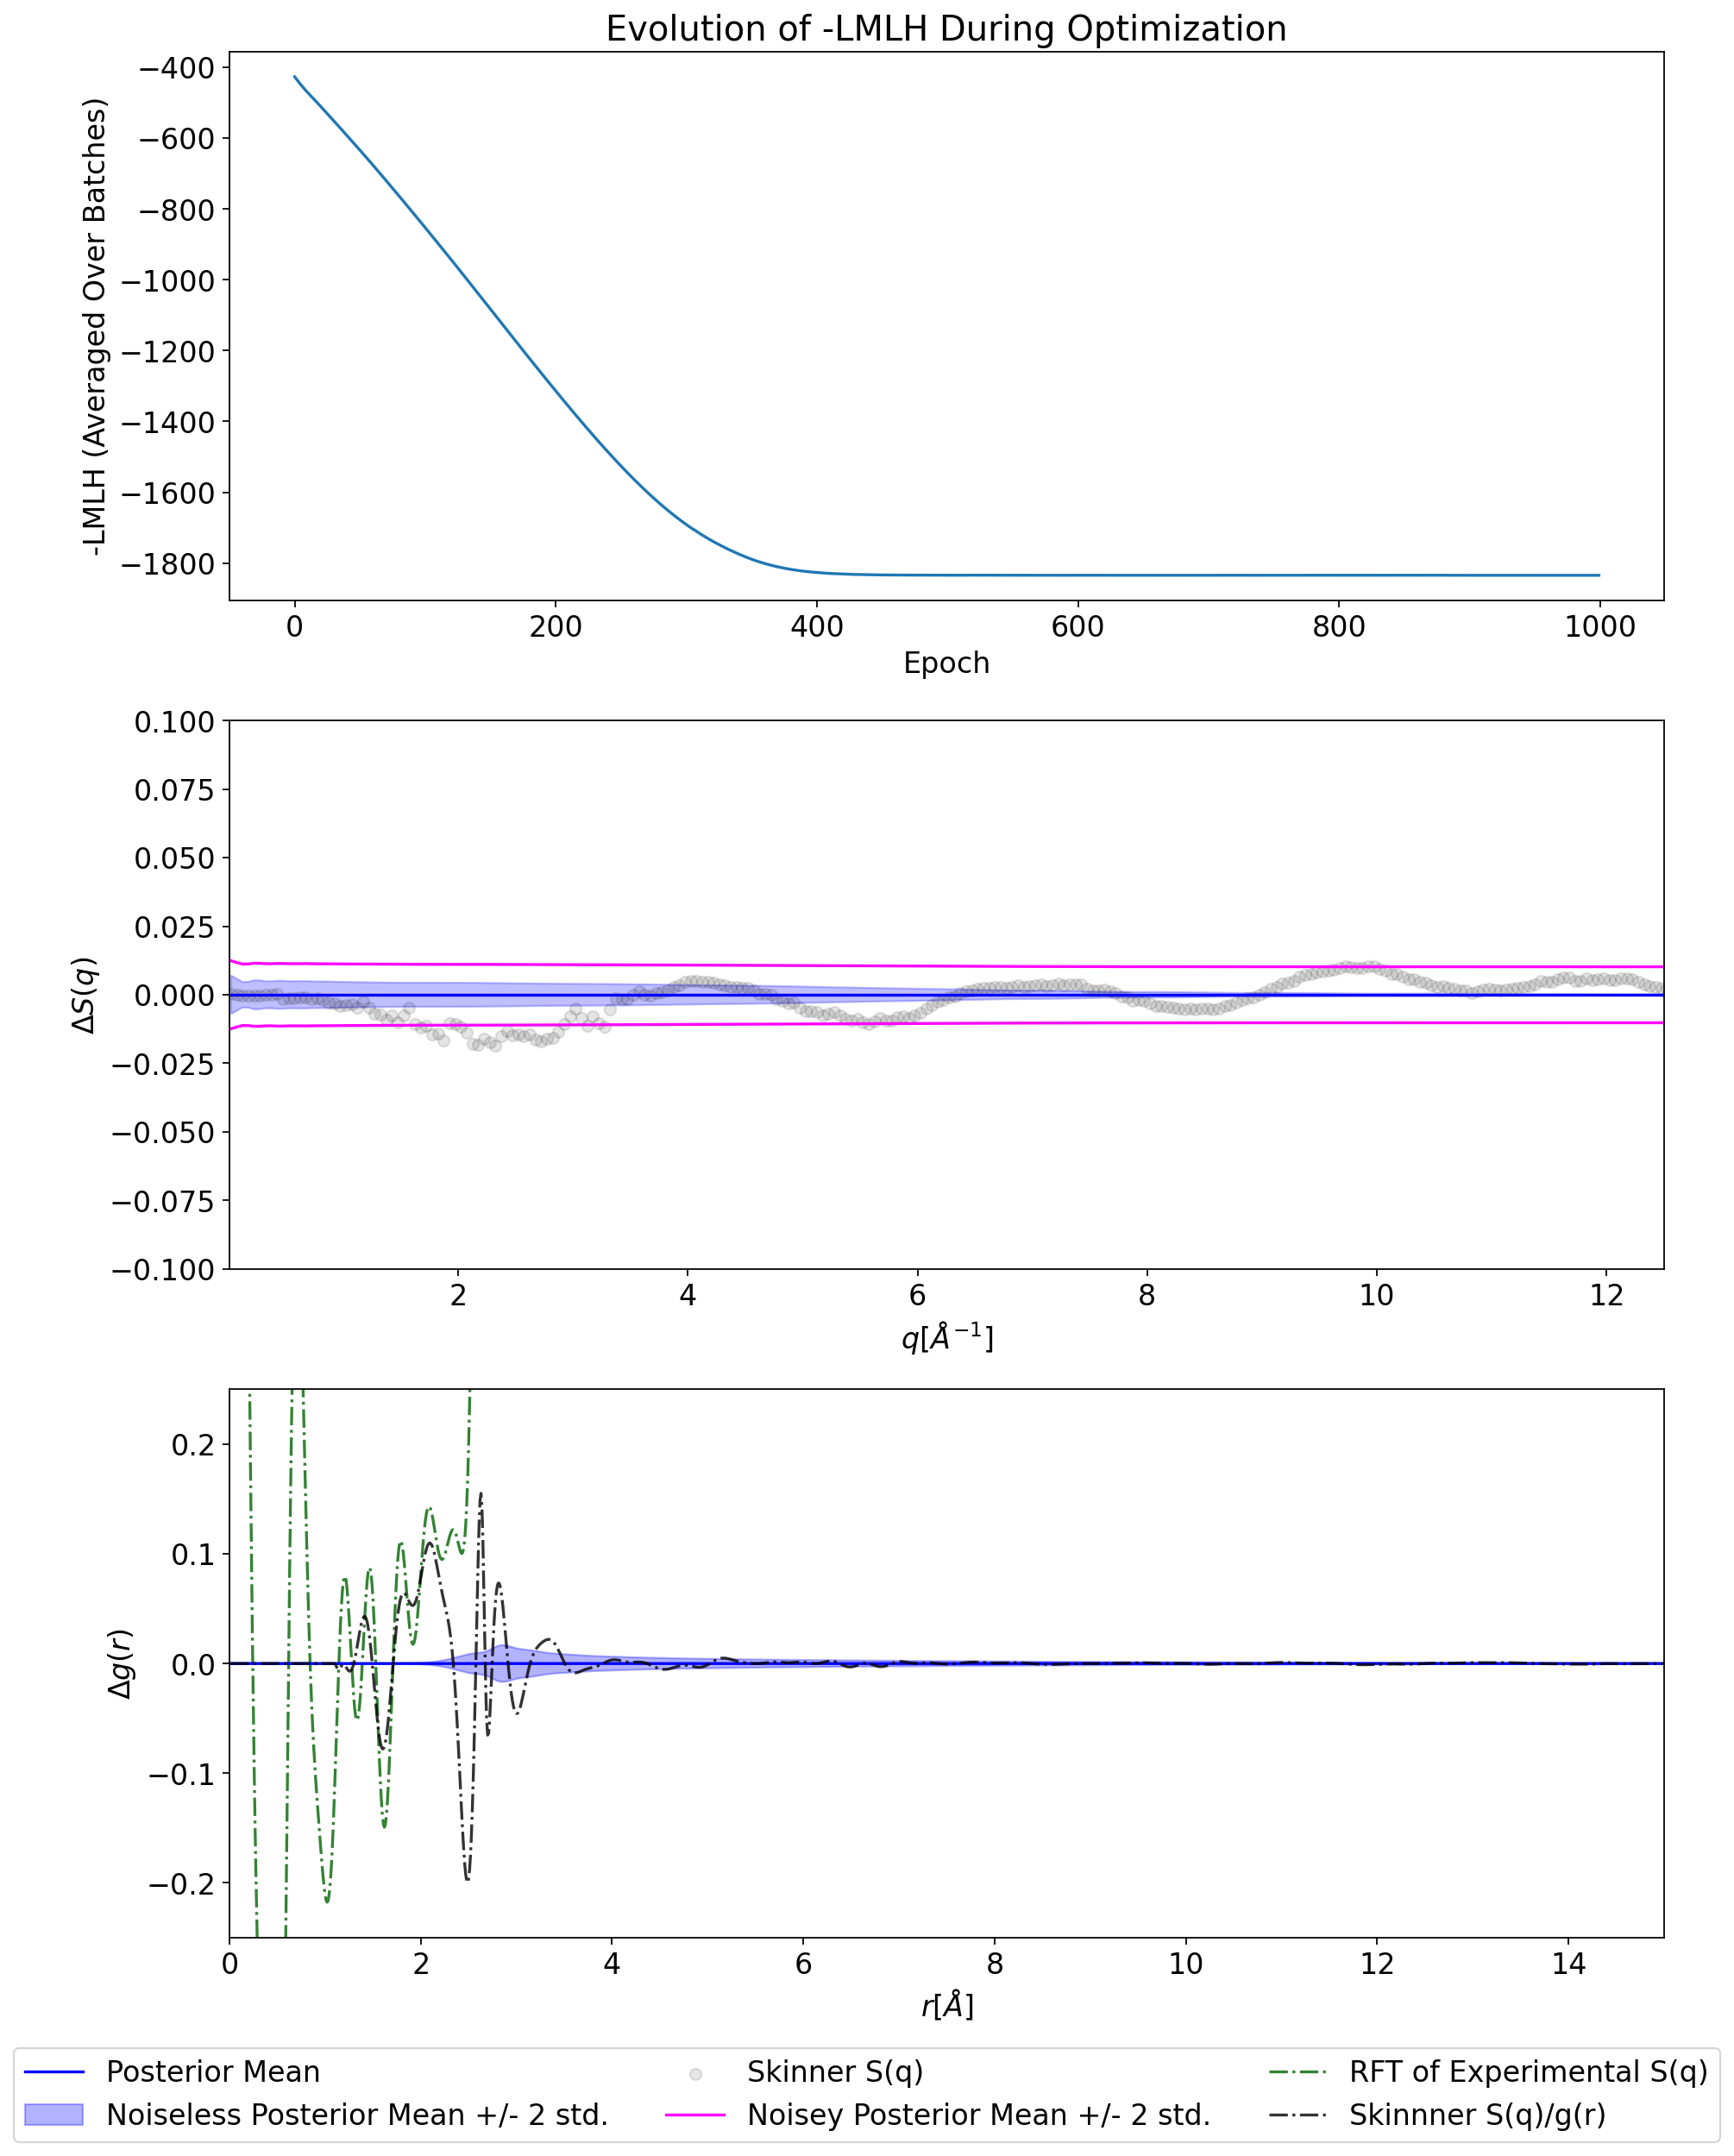 Evolution of -LMLH During Optimization
-LMLH (Averaged Over Batches)
−400
−600
−800
−1000
−1200
−1400
−1600
−1800
0 200 400 600 800 1000
Epoch
ΔS(q)
0.100
0.075
0.050
0.025
0.000
−0.025
−0.050
−0.075
−0.100
2 4 6 8 10 12
q[Å⁻¹]
Δg(r)
0.2
0.1
0.0
−0.1
−0.2
0 2 4 6 8 10 12 14
r[Å]
Posterior Mean
Noiseless Posterior Mean +/- 2 std.
Skinner S(q)
Noisey Posterior Mean +/- 2 std.
RFT of Experimental S(q)
Skinnner S(q)/g(r)